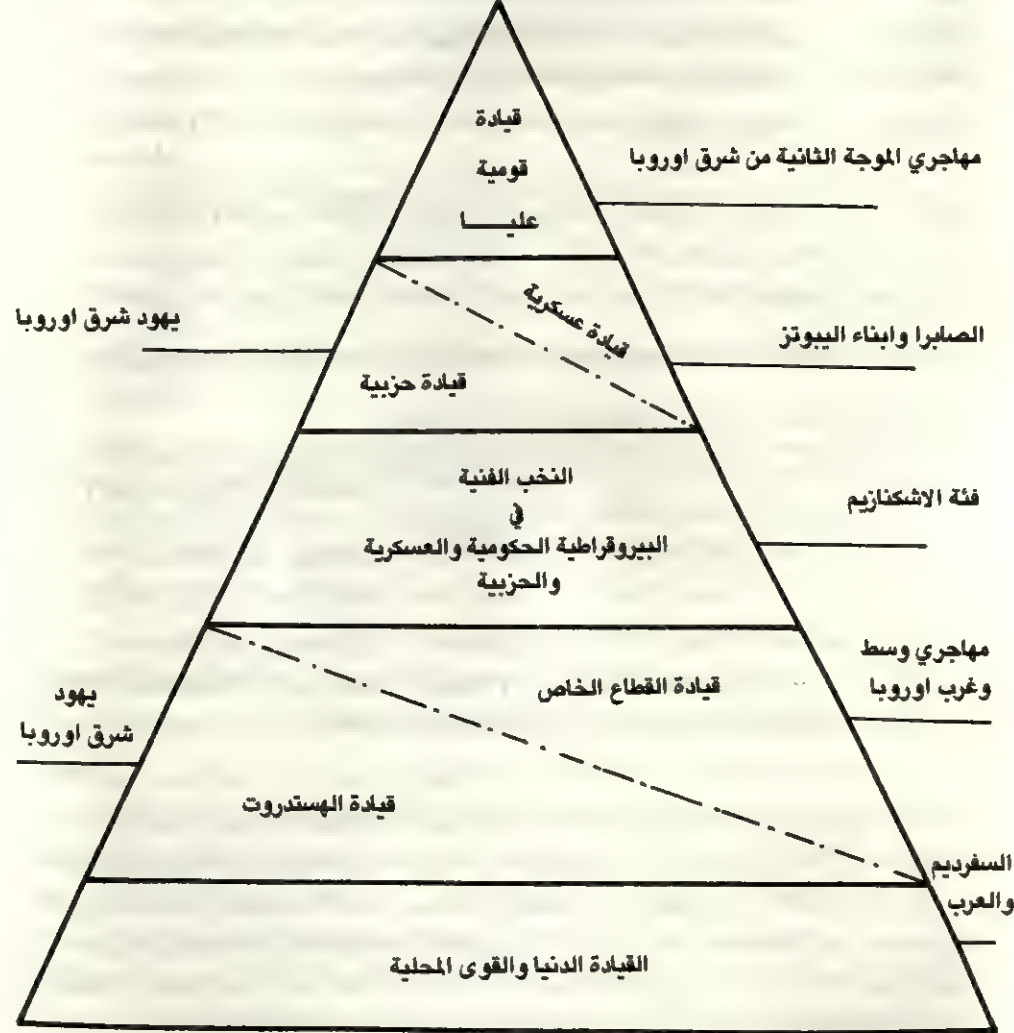 قيادة
قومية
عليـــا
مهاجري الموجة الثانية من شرق اوروبا
قيادة عسكرية
الصابرا وابناء اليبوتز
يهود شرق اوروبا
قيادة حزبية
النخب الفنية
في
البيروقراطية الحكومية والعسكرية
والحزبية
فئة الاشكنازيم
قيادة القطاع الخاص
مهاجري وسط
وغرب اوروبا
يهود
شرق اوروبا
قيادة الهستدروت
السفرديم
والعرب
القيادة الدنيا والقوى المحلية